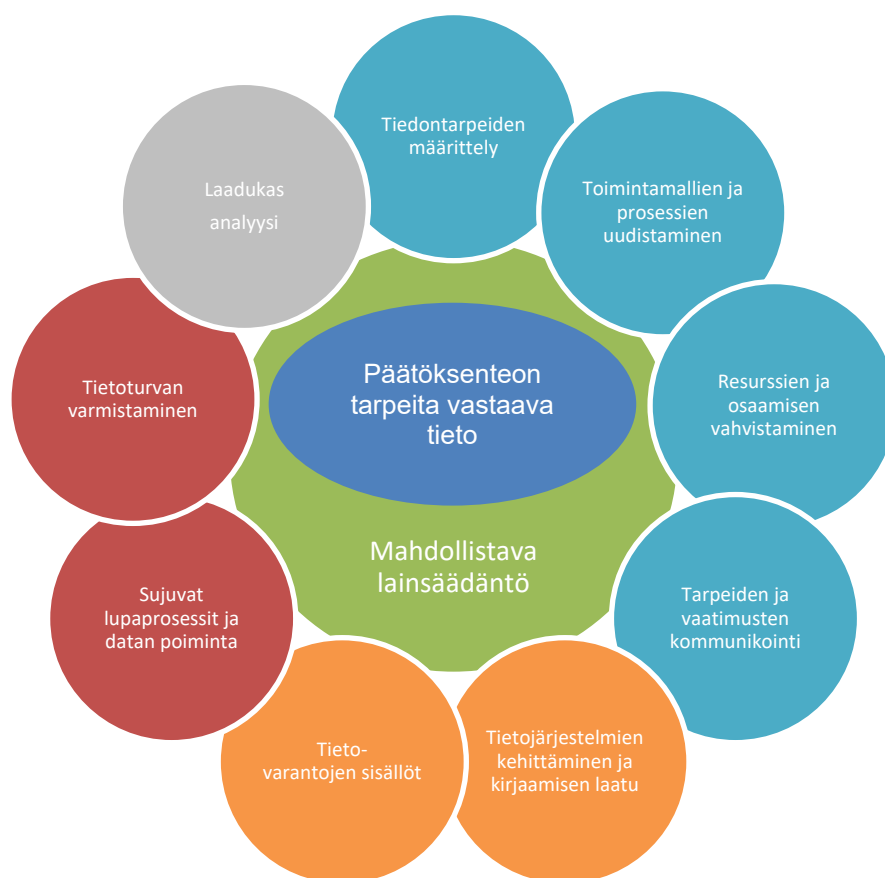 Tiedontarpeiden
määrittely
Toimintamallien ja
prosessien
uudistaminen
Resurssien ja
osaamisen
vahvistaminen
Tarpeiden ja
vaatimusten
kommunikointi
Tietojärjestelmien
kehittäminen ja
kirjaamisen laatu
Tieto-
varantojen sisällöt
Sujuvat
lupaprosessit ja
datan poiminta
Tietoturvan
varmistaminen
Laadukas
analyysi
Päätöksenteon
tarpeita vastaava
tieto
Mahdollistava
lainsäädäntö